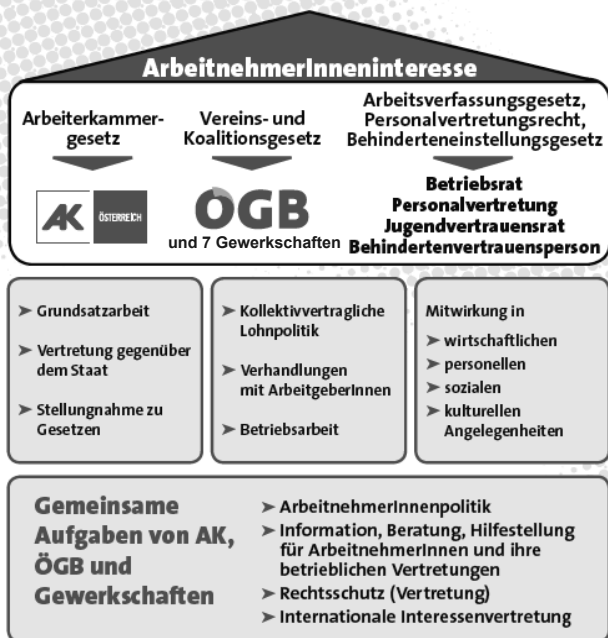 ArbeitnehmerInneninteresse
Arbeiterkammer-
gesetz
AK
ÖSTERREICH
Vereins- und
Koalitionsgesetz
ÖGB
und 7 Gewerkschaften
Arbeitsverfassungsgesetz,
Personalvertretungsrecht,
Behinderteneinstellungsgesetz
Betriebsrat
Personalvertretung
Jugendvertrauensrat
Behindertenvertrauensperson
➤ Grundsatzarbeit
➤ Vertretung gegenüber
dem Staat
➤ Stellungnahme zu
Gesetzen
➤ Kollektivvertragliche
Lohnpolitik
➤ Verhandlungen
mit ArbeitgeberInnen
➤ Betriebsarbeit
Mitwirkung in
➤ wirtschaftlichen
➤ personellen
➤ sozialen
➤ kulturellen
Angelegenheiten
Gemeinsame
Aufgaben von AK,
ÖGB und
Gewerkschaften
➤ ArbeitnehmerInnenpolitik
➤ Information, Beratung, Hilfestellung
für ArbeitnehmerInnen und ihre
betrieblichen Vertretungen
➤ Rechtsschutz (Vertretung)
➤ Internationale Interessenvertretung